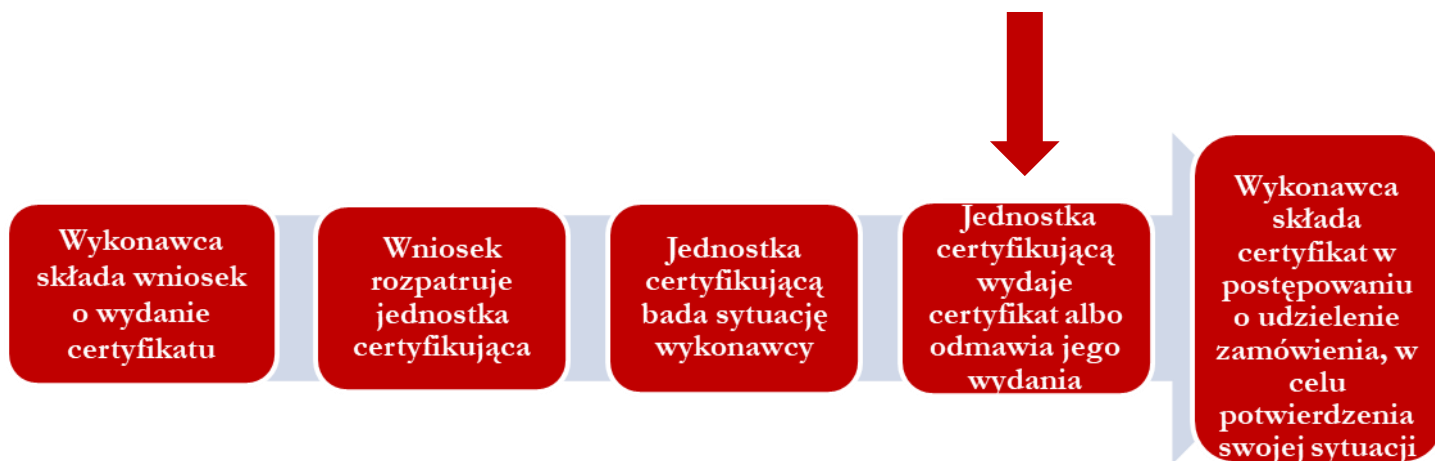 Wykonawca
składa wniosek
o wydanie
certyfikatu
Wniosek
rozpatruje
jednostka
certyfikująca
Jednostka
certyfikującą
bada sytuację
wykonawcy
Jednostka
certyfikującą
wydaje
certyfikat albo
odmawia jego
wydania
Wykonawca
składa
certyfikat w
postępowaniu
o udzielenie
zamówienia, w
celu
potwierdzenia
swojej sytuacji